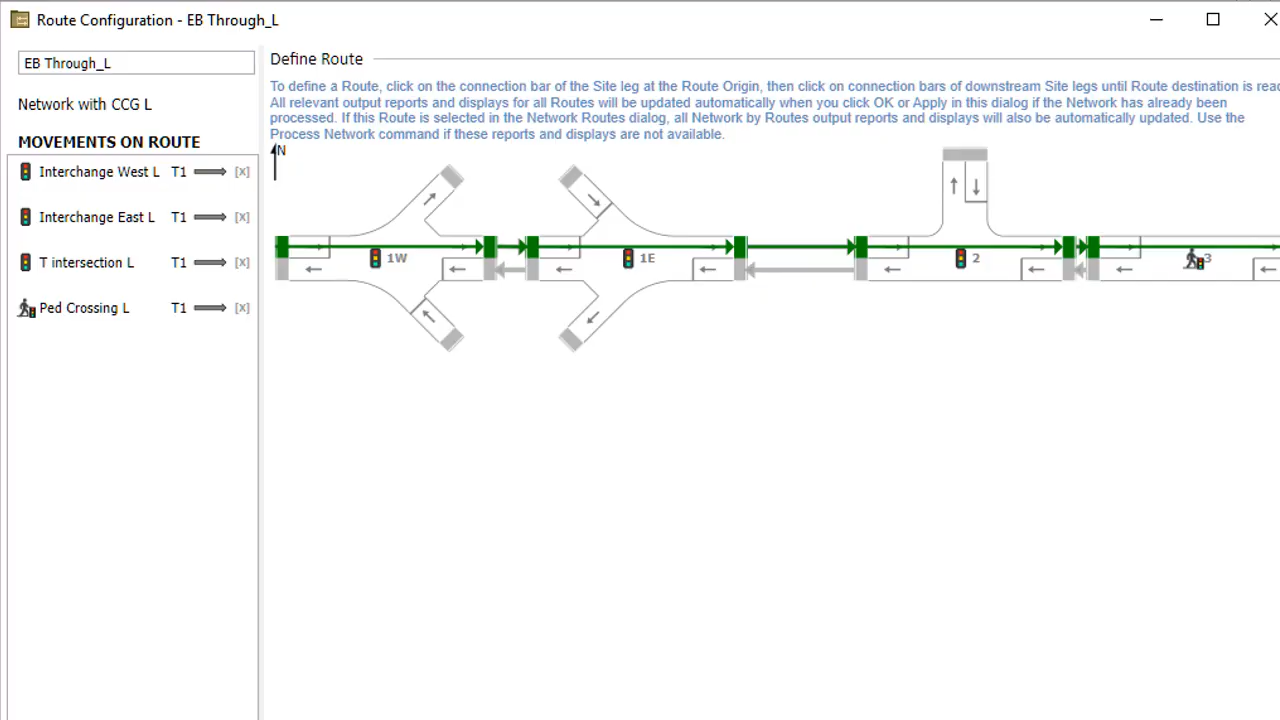 Route Configuration - EB Through_L
EB Through_L
Network with CCG L
MOVEMENTS ON ROUTE
Interchange West L T1 [X]
Interchange East L T1 [X]
T intersection L T1 [X]
Ped Crossing L T1 [X]
Define Route
To define a Route, click on the connection bar of the Site leg at the Route Origin, then click on connection bars of downstream Site legs until Route destination is
All relevant output reports and displays for all Routes will be updated automatically when you click OK or Apply in this dialog if the Network has already been
processed. If this Route is selected in the Network Routes dialog, all Network by Routes output reports and displays will also be automatically updated. Use the
Process Network command if these reports and displays are not available.
N
1W 1E 2 3